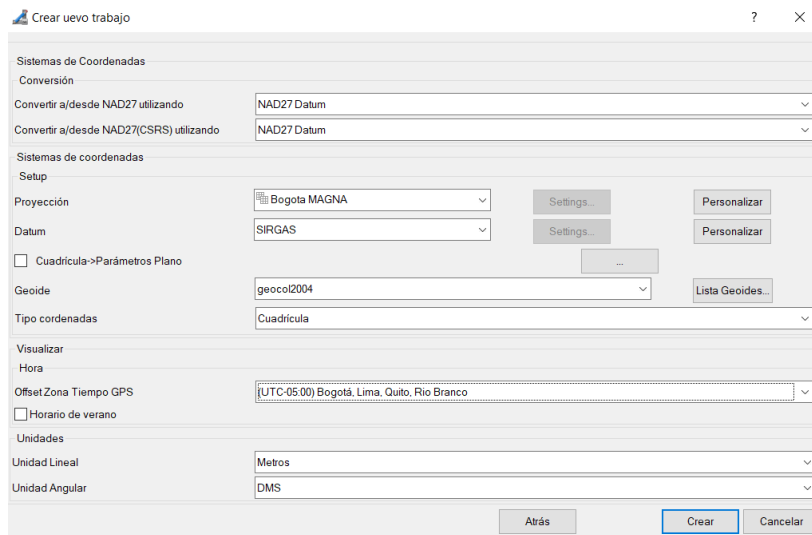 Crear uevo trabajo ?
Sistemas de Coordenadas
Conversión
Convertir a/desde NAD27 utilizando NAD27 Datum
Convertir a/desde NAD27(CSRS) utilizando NAD27 Datum
Sistemas de coordenadas
Setup
Proyección Bogota MAGNA Settings... Personalizar
Datum SIRGAS Settings... Personalizar
Cuadrícula->Parámetros Plano ...
Geoide geocol2004 Lista Geoides...
Tipo cordenadas Cuadrícula
Visualizar
Hora
Offset Zona Tiempo GPS (UTC-05:00) Bogotá, Lima, Quito, Rio Branco
Horario de verano
Unidades
Unidad Lineal Metros
Unidad Angular DMS
Atrás Crear Cancelar